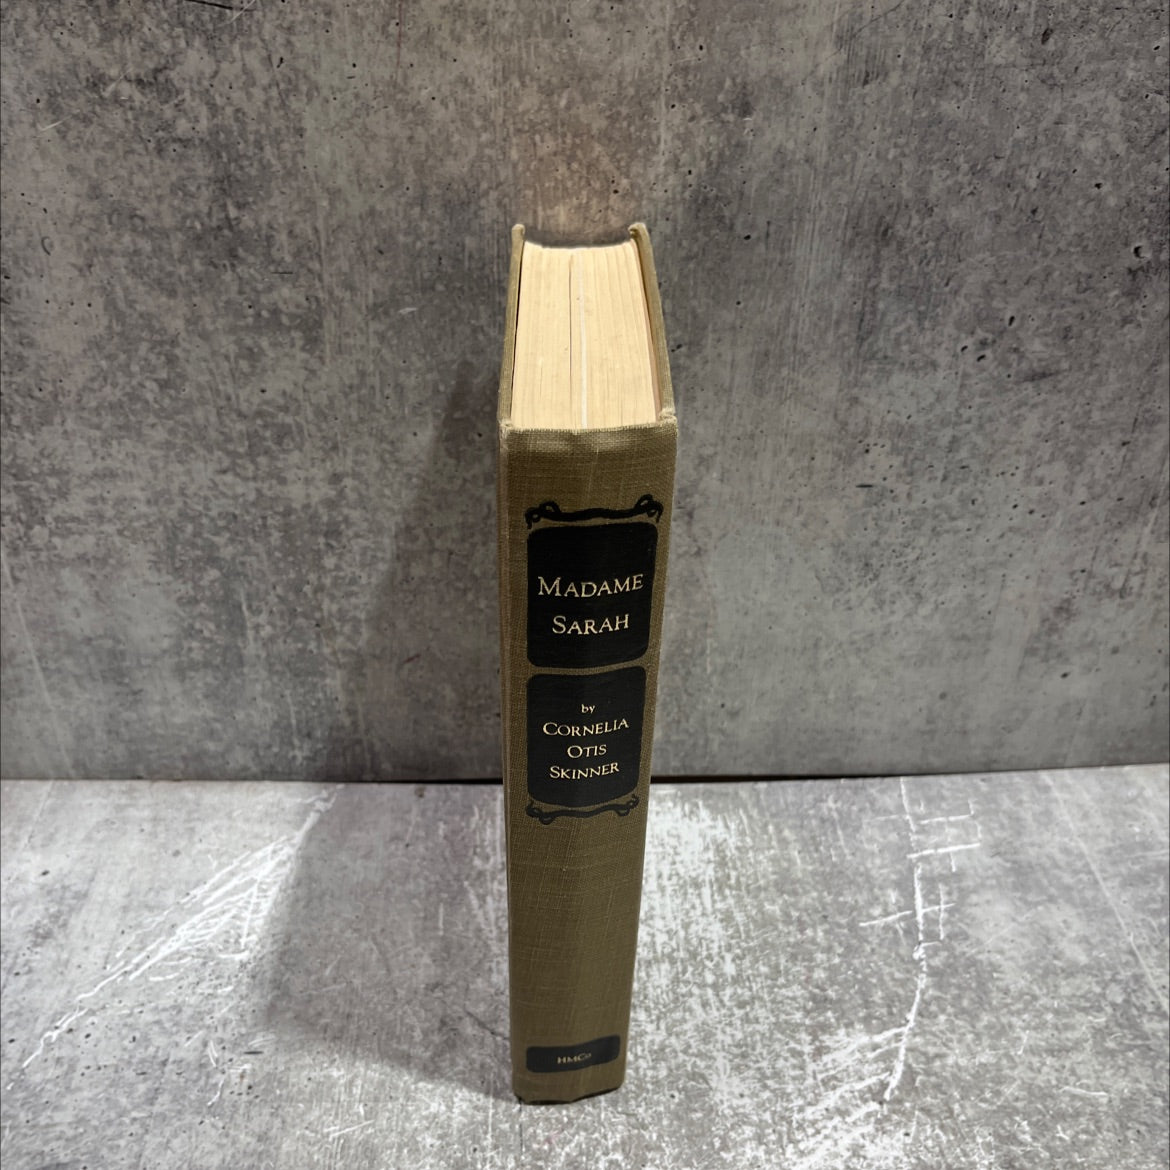 MADAME
SARAH
by
CORNELIA
OTIS
SKINNER
HMCo